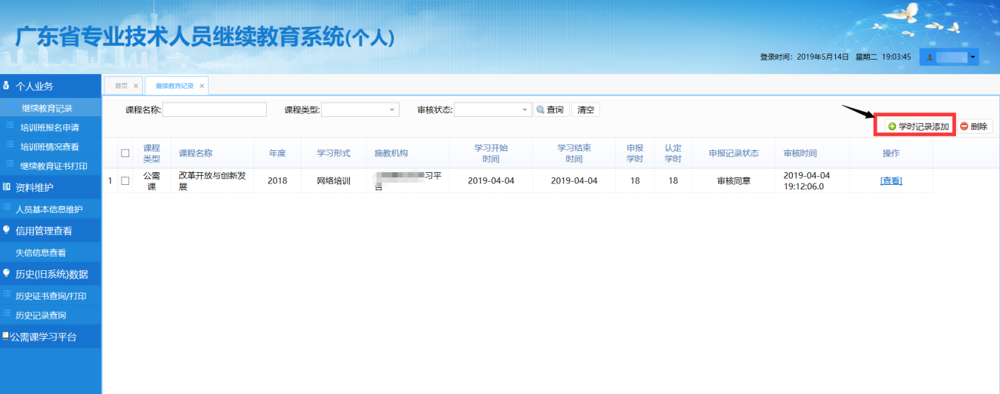 广东省专业技术人员继续教育系统(个人)
登录时间：2019年5月14日 星期二 19:03:45
个人业务
继续教育记录
培训班报名申请
培训班情况查看
继续教育证书打印
资料维护
人员基本信息维护
信用管理查看
失信信息查看
历史(旧系统)数据
历史证书查询/打印
历史记录查询
公需课学习平台
首页 × 继续教育记录 ×
课程名称: 课程类型: 审核状态: 查询 清空
学时记录添加 删除
课程类型 课程名称 年度 学习形式 施教机构 学习开始时间 学习结束时间 申报学时 认定学时 申报记录状态 审核时间 操作
1 公需课 改革开放与创新发展 2018 网络培训 习平台 2019-04-04 2019-04-04 18 18 审核同意 2019-04-04 19:12:06.0 [查看]